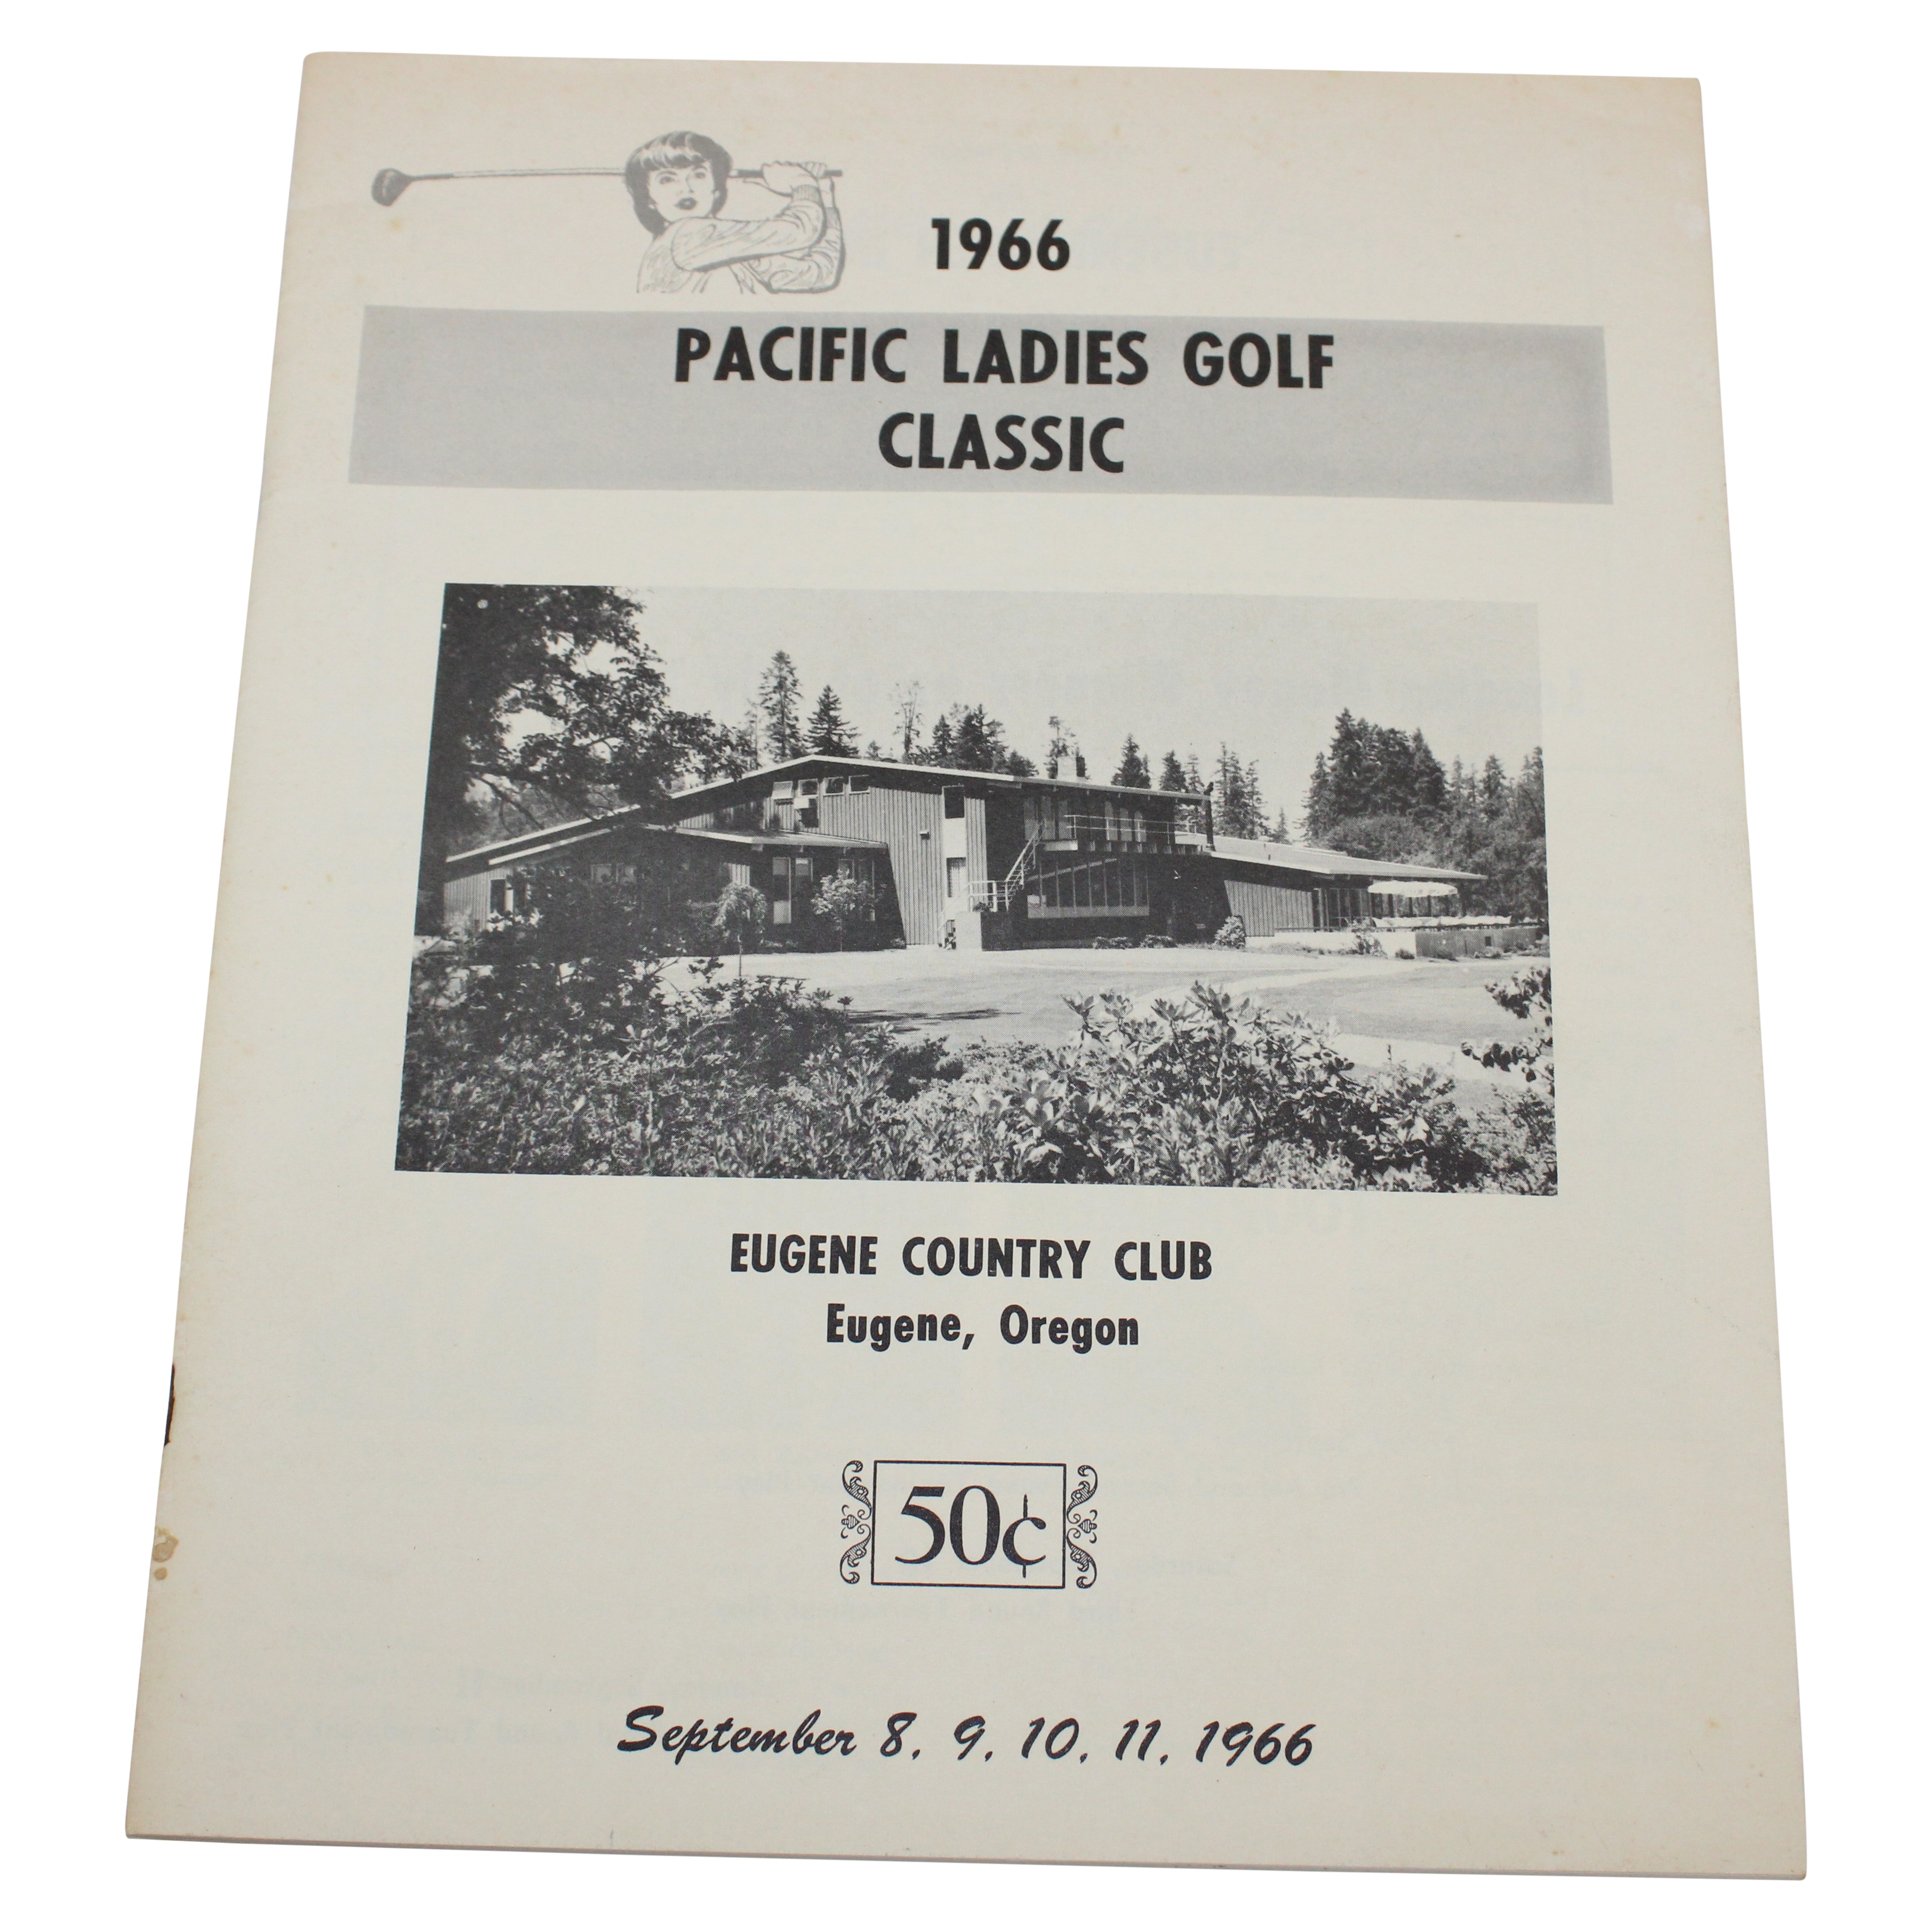 1966
PACIFIC LADIES GOLF
CLASSIC
EUGENE COUNTRY CLUB
Eugene, Oregon
50¢
September 8, 9, 10, 11, 1966